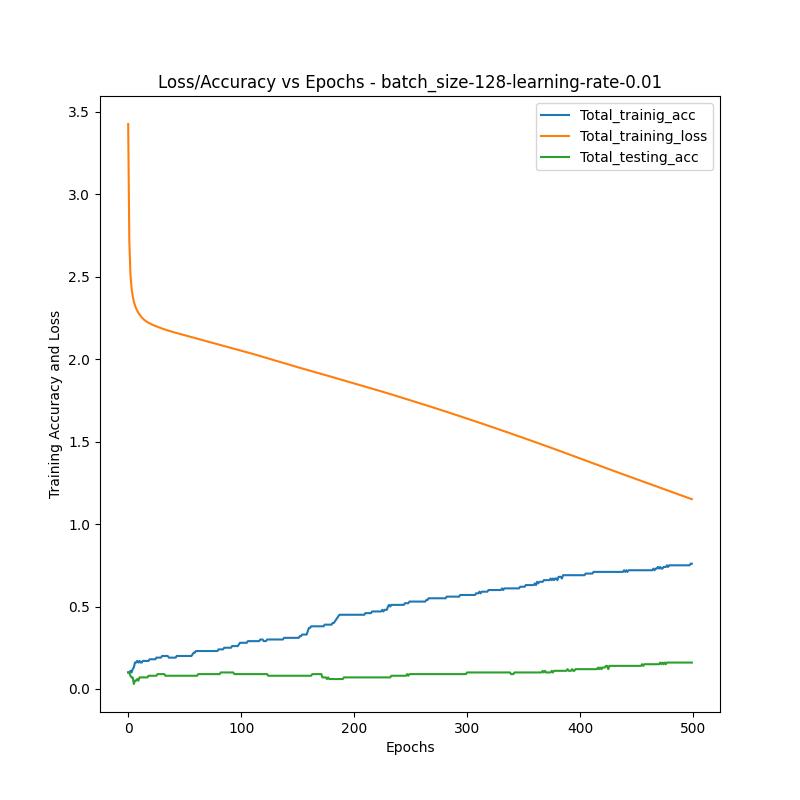 Loss/Accuracy vs Epochs - batch_size-128-learning-rate-0.01
Total_trainig_acc
Total_training_loss
Total_testing_acc
Training Accuracy and Loss
3.5
3.0
2.5
2.0
1.5
1.0
0.5
0.0
0 100 200 300 400 500
Epochs